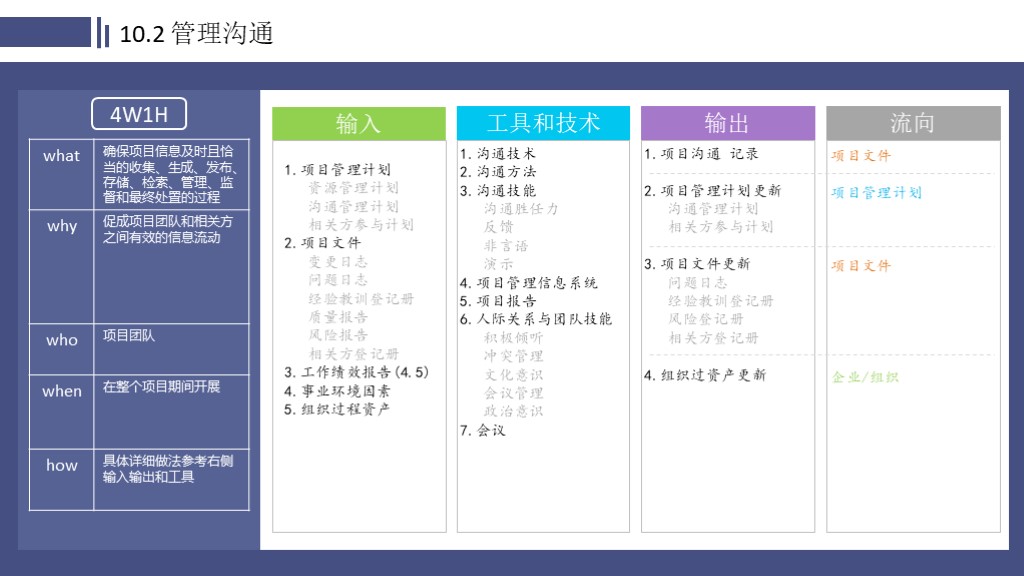 10.2 管理沟通
4W1H
what
确保项目信息及时且恰
当的收集、生成、发布、
存储、检索、管理、监
督和最终处置的过程
why
促成项目团队和相关方
之间有效的信息流动
who
项目团队
when
在整个项目期间开展
how
具体详细做法参考右侧
输入输出和工具
输入
1.项目管理计划
资源管理计划
沟通管理计划
相关方参与计划
2.项目文件
变更日志
问题日志
经验教训登记册
质量报告
风险报告
相关方登记册
3.工作绩效报告(4.5)
4.事业环境因素
5.组织过程资产
工具和技术
1.沟通技术
2.沟通方法
3.沟通技能
沟通胜任力
反馈
非言语
演示
4.项目管理信息系统
5.项目报告
6.人际关系与团队技能
积极倾听
冲突管理
文化意识
会议管理
政治意识
7.会议
输出
1.项目沟通 记录
2.项目管理计划更新
沟通管理计划
相关方参与计划
3.项目文件更新
问题日志
经验教训登记册
风险登记册
相关方登记册
4.组织过资产更新
流向
项目文件
项目管理计划
项目文件
企业/组织